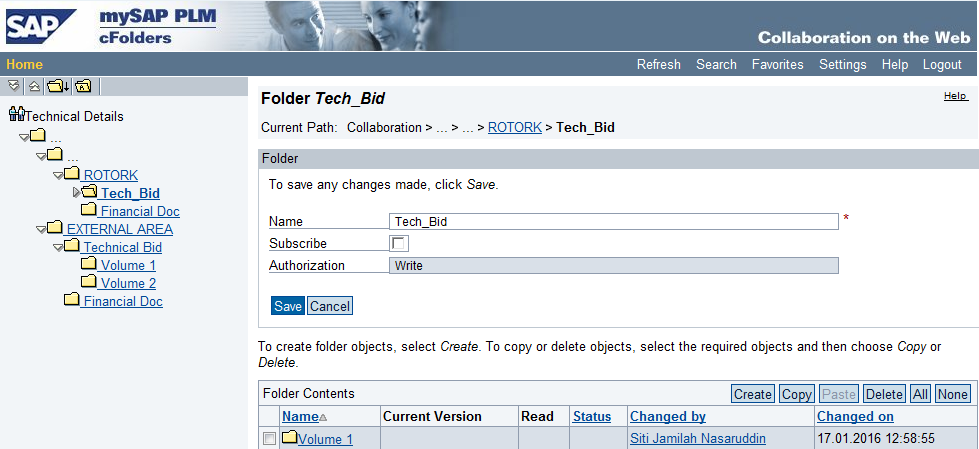 SAP
mySAP PLM
cFolders
Collaboration on the Web
Home
Refresh Search Favorites Settings Help Logout
Technical Details
...
...
ROTORK
Tech_Bid
Financial Doc
EXTERNAL AREA
Technical Bid
Volume 1
Volume 2
Financial Doc
Folder Tech_Bid
Help
Current Path: Collaboration > ... > ... > ROTORK > Tech_Bid
Folder
To save any changes made, click Save.
Name Tech_Bid *
Subscribe
Authorization Write
Save Cancel
To create folder objects, select Create. To copy or delete objects, select the required objects and then choose Copy or
Delete.
Folder Contents Create Copy Paste Delete All None
Name Current Version Read Status Changed by Changed on
Volume 1 Siti Jamilah Nasaruddin 17.01.2016 12:58:55